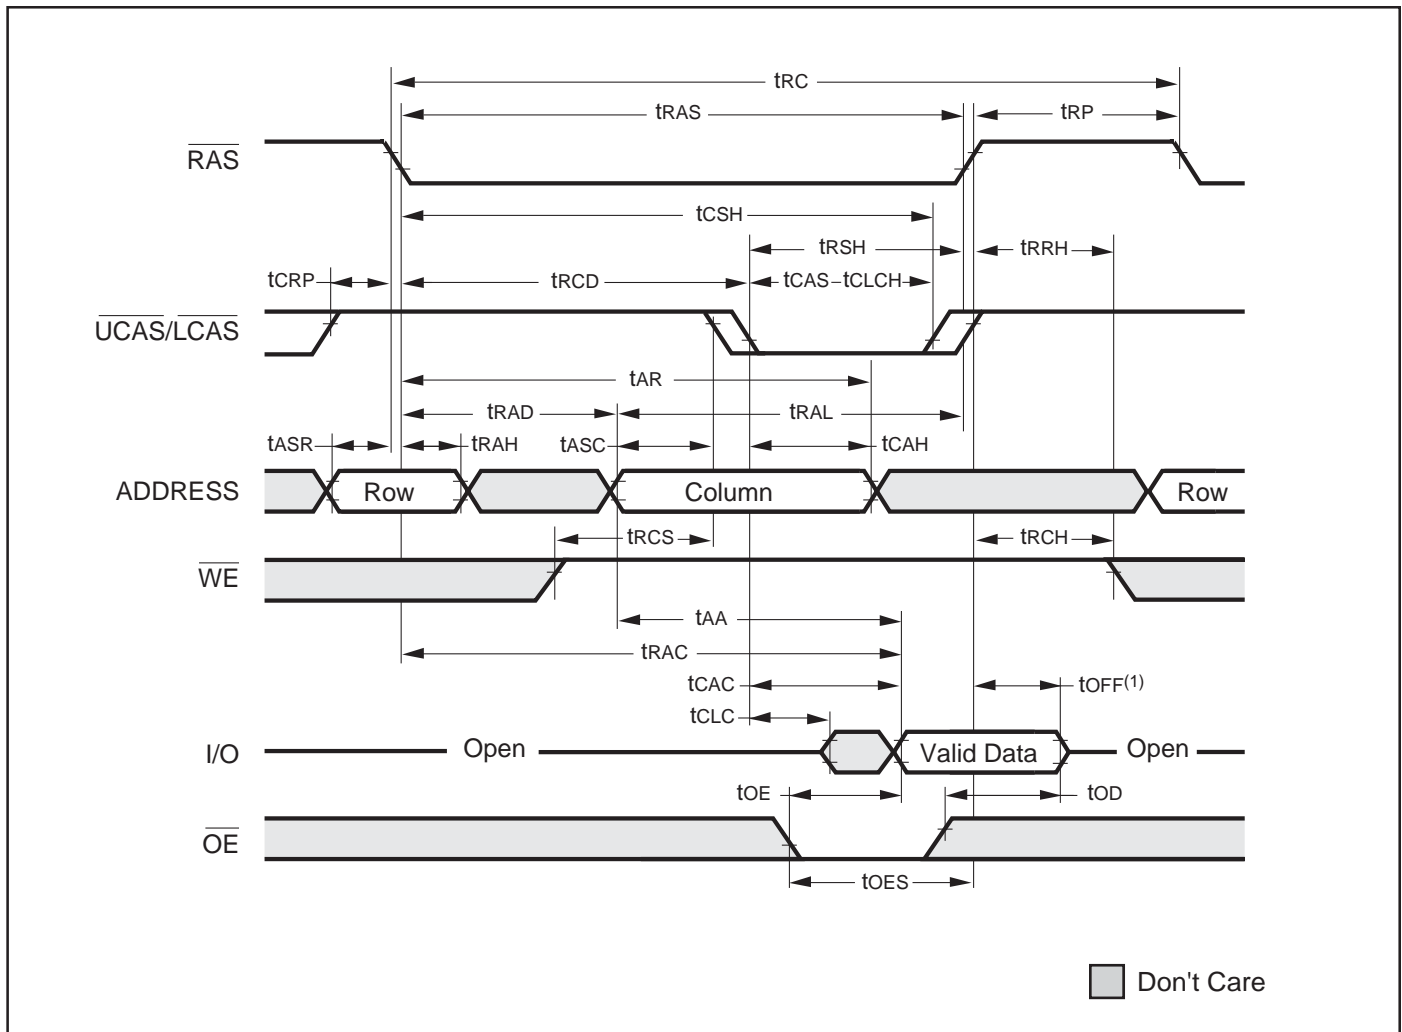 tRC
tRAS
tRP
RAS
tCSH
tRSH
tRRH
tCRP
tRCD
tCAS
tCLCH
UCAS/LCAS
tAR
tRAD
tRAL
tASR
tRAH
tASC
tCAH
ADDRESS
Row
Column
Row
tRCS
tRCH
WE
tAA
tRAC
tCAC
tOFF(1)
tCLC
I/O
Open
Valid Data
Open
tOE
tOD
OE
tOES
Don't Care